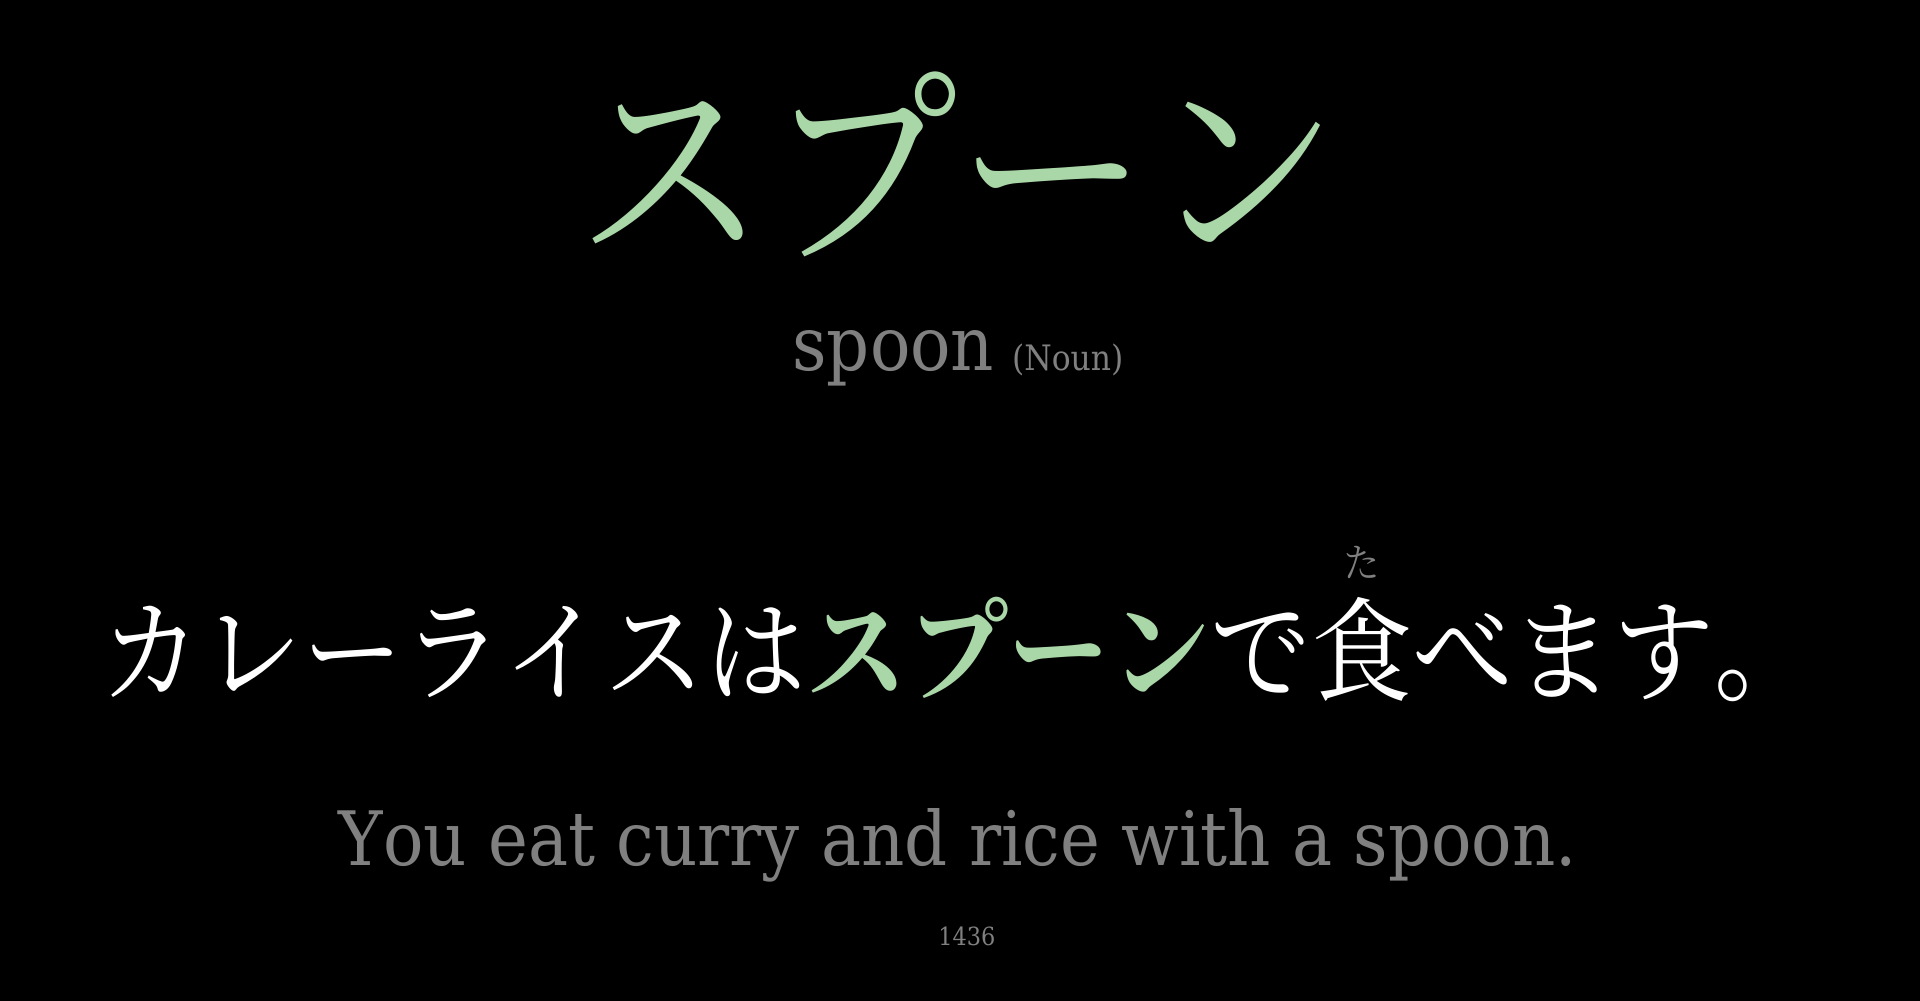 スプーン
spoon (Noun)
た
カレーライスはスプーンで食べます。
You eat curry and rice with a spoon.
1436